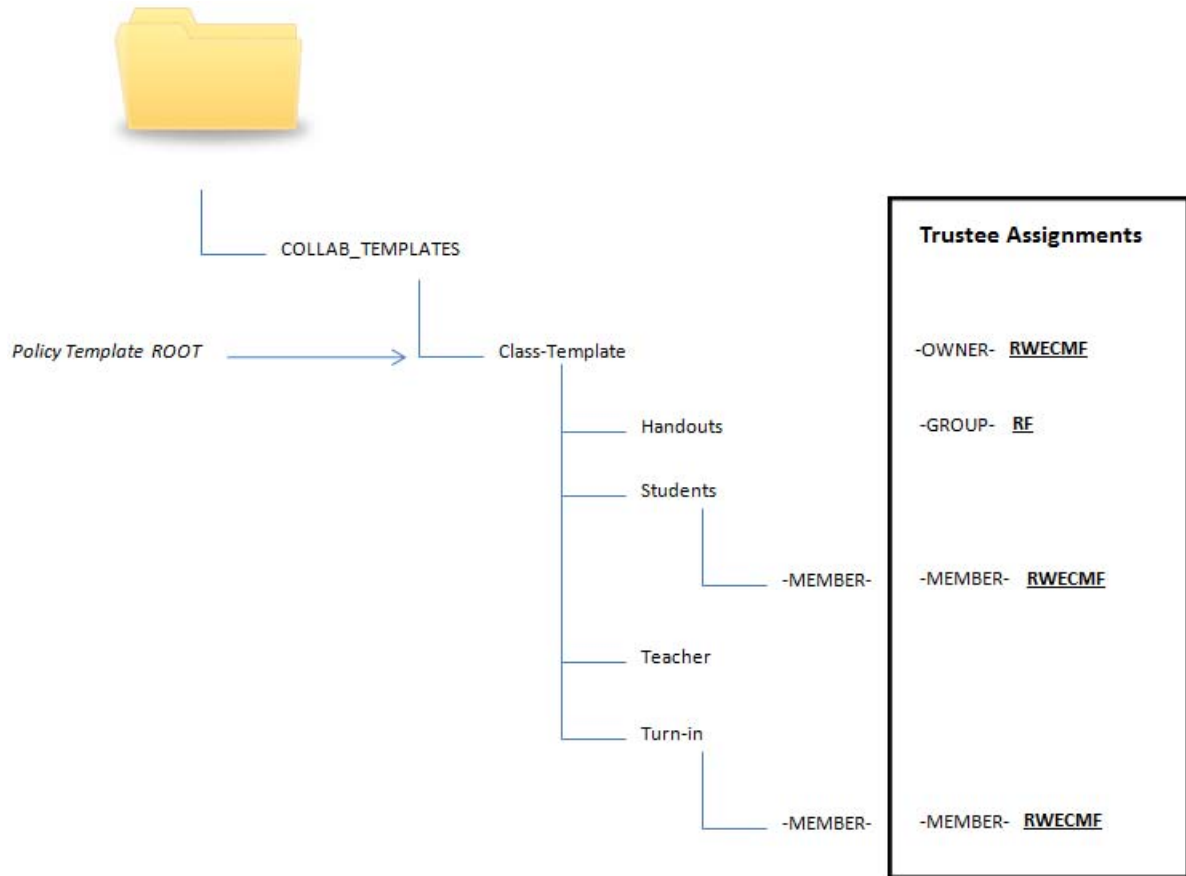 Trustee Assignments
COLLAB_TEMPLATES
Policy Template ROOT
Class-Template
-OWNER- RWECMF
Handouts
-GROUP- RF
Students
-MEMBER-
-MEMBER- RWECMF
Teacher
Turn-in
-MEMBER-
-MEMBER- RWECMF